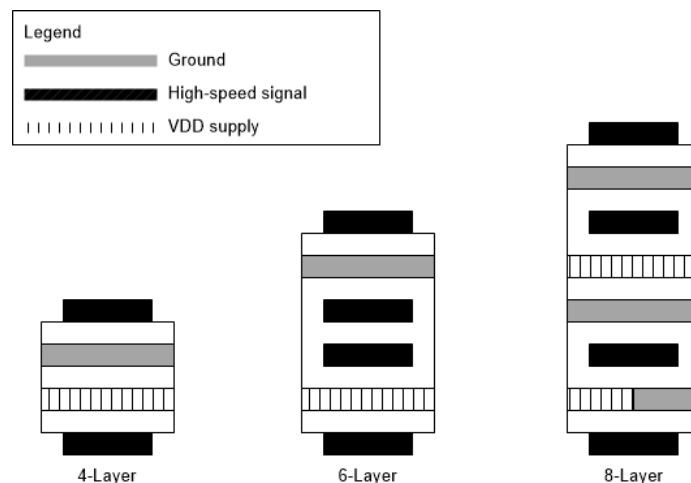 Legend
Ground
High-speed signal
VDD supply
4-Layer
6-Layer
8-Layer